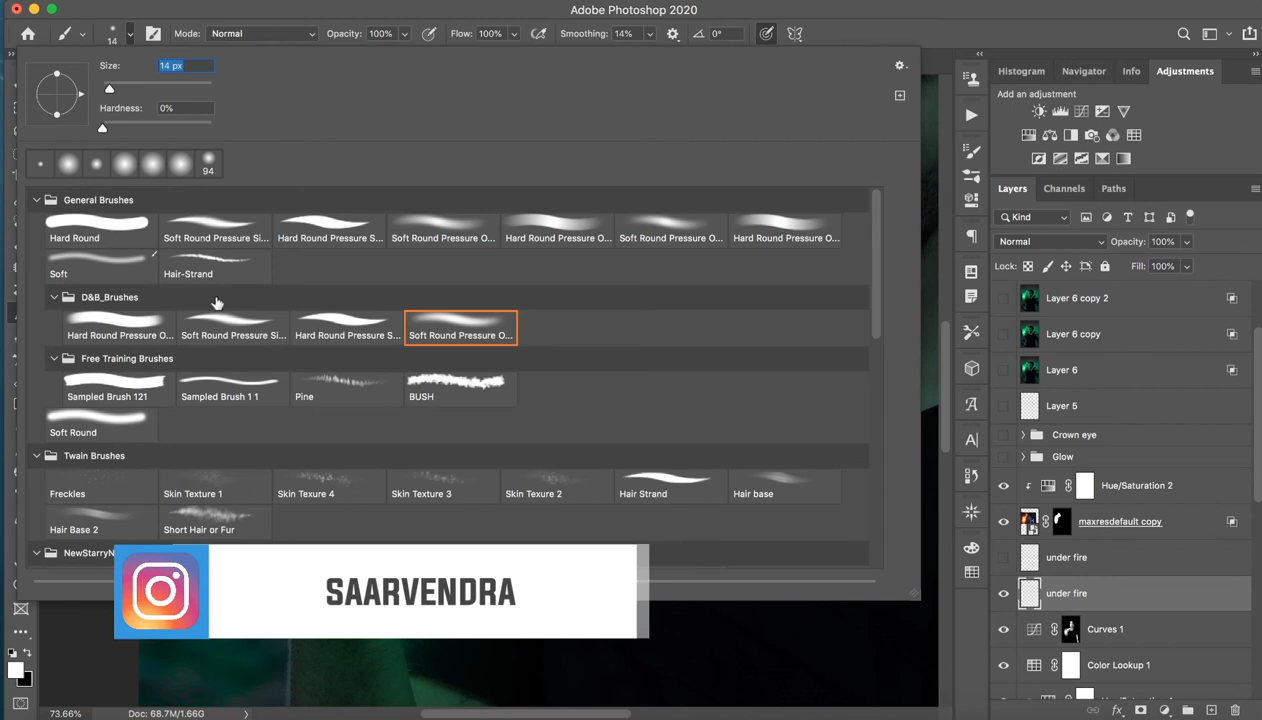 Adobe Photoshop 2020
14
Mode: Normal
Opacity: 100%
Flow: 100%
Smoothing: 14%
0°
Size: 14 px
Hardness: 0%
94
General Brushes
Hard Round
Soft Round Pressure Si...
Hard Round Pressure S...
Soft Round Pressure O...
Hard Round Pressure O...
Soft Round Pressure O...
Hard Round Pressure O...
Soft
Hair-Strand
D&B_Brushes
Hard Round Pressure O...
Soft Round Pressure Si...
Hard Round Pressure S...
Soft Round Pressure O...
Free Training Brushes
Sampled Brush 121
Sampled Brush 1 1
Pine
BUSH
Soft Round
Twain Brushes
Freckles
Skin Texture 1
Skin Texure 4
Skin Texture 3
Skin Texure 2
Hair Strand
Hair base
Hair Base 2
Short Hair or Fur
SAARVENDRA
73.66%
Doc: 68.7M/1.66G
Histogram
Navigator
Info
Adjustments
Add an adjustment
Layers
Channels
Paths
Kind
Normal
Opacity: 100%
Lock:
Fill: 100%
Layer 6 copy 2
Layer 6 copy
Layer 6
Layer 5
Crown eye
Glow
Hue/Saturation 2
maxresdefault copy
under fire
under fire
Curves 1
Color Lookup 1
fx